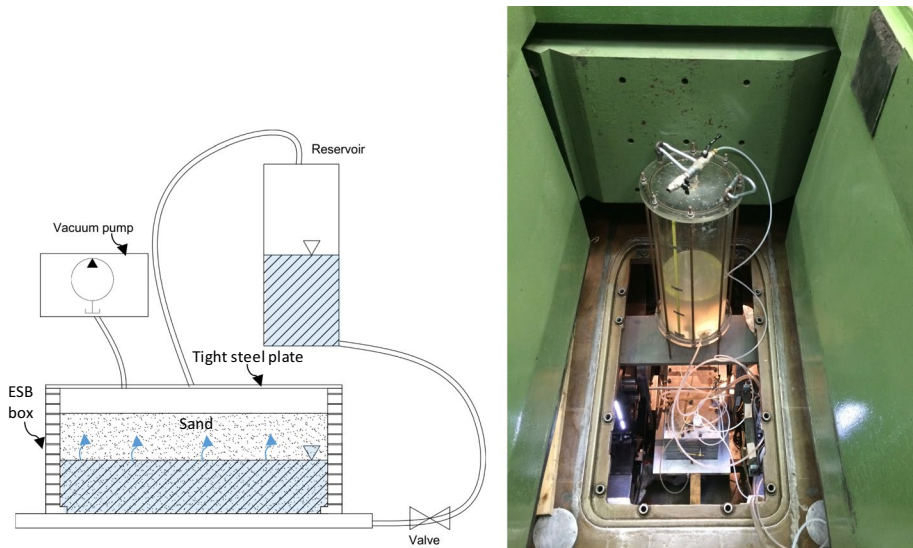 Reservoir
Vacuum pump
Tight steel plate
ESB
box
Sand
Valve